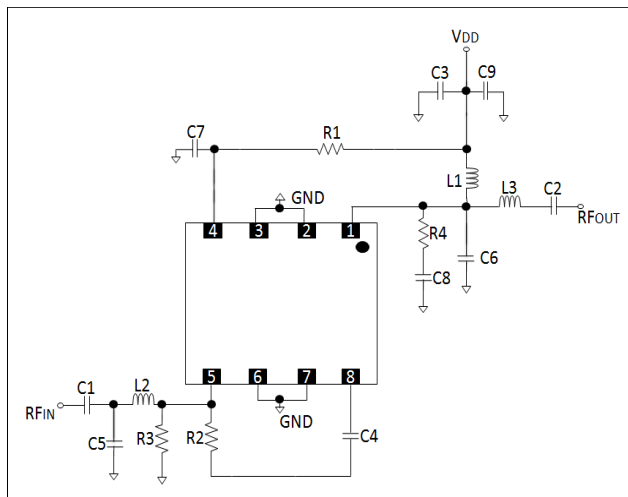 VDD
C3
C9
C7
R1
L1
L3
C2
GND
RFOUT
4
3
2
1
R4
C6
C8
5
6
7
8
C1
L2
RFIN
GND
C5
R3
R2
C4